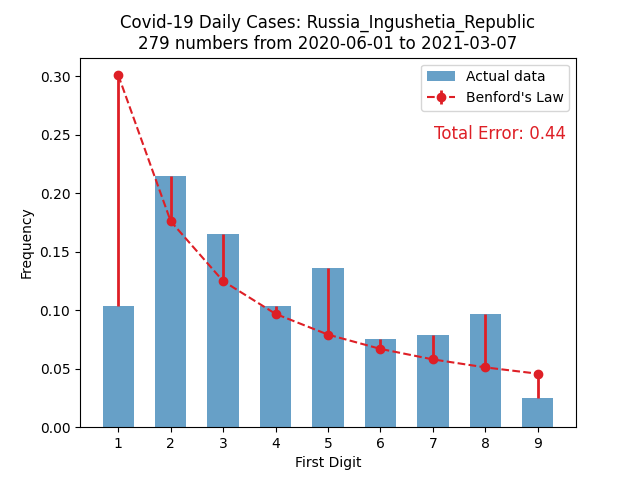 Covid-19 Daily Cases: Russia_Ingushetia_Republic
279 numbers from 2020-06-01 to 2021-03-07
Actual data
Benford's Law
Total Error: 0.44
Frequency
0.30
0.25
0.20
0.15
0.10
0.05
0.00
1 2 3 4 5 6 7 8 9
First Digit